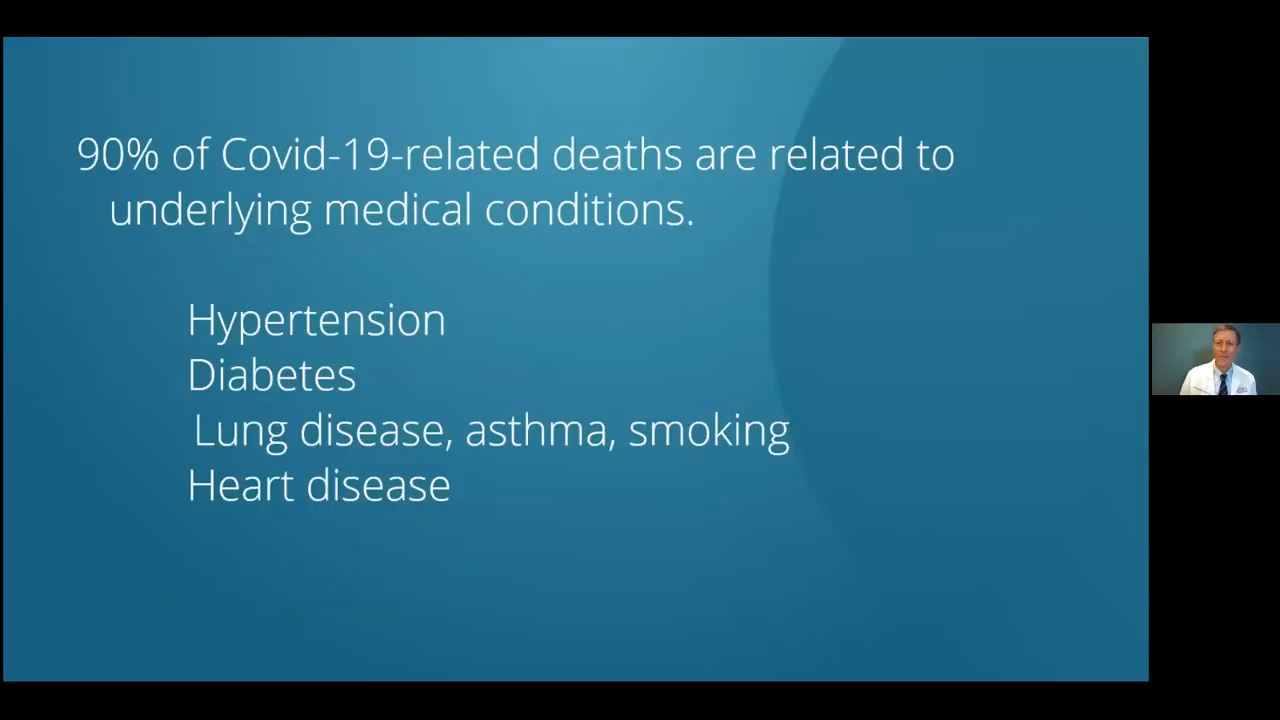 90% of Covid-19-related deaths are related to
underlying medical conditions.
Hypertension
Diabetes
Lung disease, asthma, smoking
Heart disease